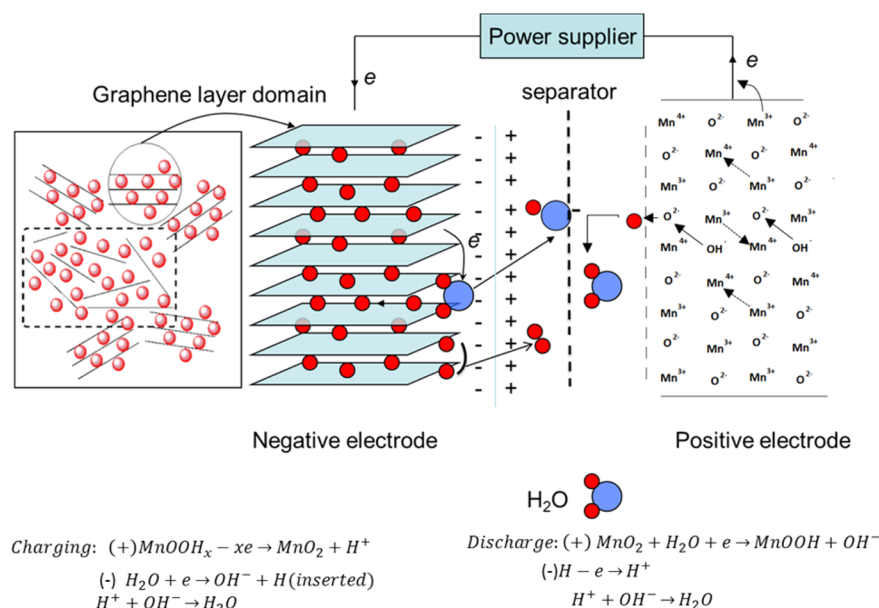 Power supplier
e
e
Graphene layer domain
separator
- +
- +
- +
- +
- +
- +
- +
- +
- +
- +
- +
- +
- +
-
e
Mn4+ O2- Mn3+ O2-
O2- Mn4+ O2- Mn4+
Mn3+ O2- Mn3+ O2-
O2- Mn3+ O2- Mn3+
Mn4+ OH- Mn4+ OH-
O2- Mn4+ O2- Mn4+
Mn3+ O2- Mn3+ O2-
O2- Mn3+ O2- Mn3+
Mn3+ O2- Mn3+ O2-
Negative electrode
Positive electrode
H2O
Charging: (+)MnOOHx − xe → MnO2 + H+
(-) H2O + e → OH− + H(inserted)
H+ + OH− → H2O
Discharge: (+) MnO2 + H2O + e → MnOOH + OH−
(-)H − e → H+
H+ + OH− → H2O